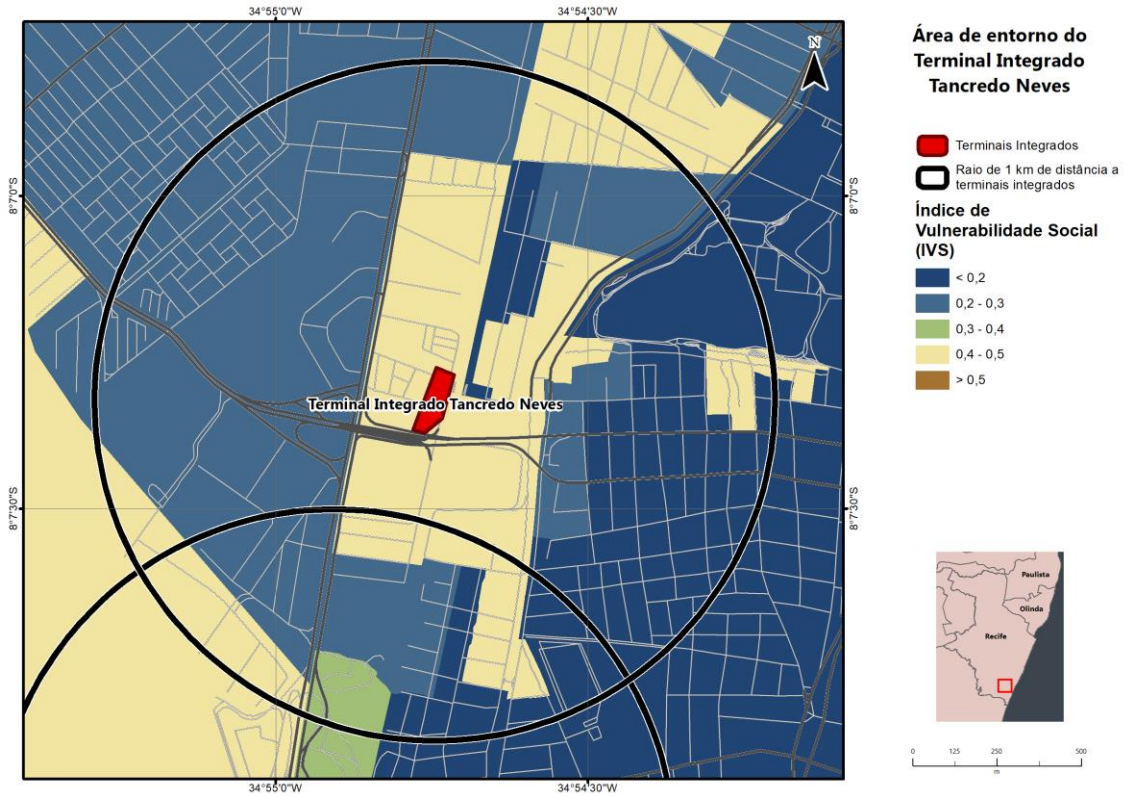 34°55'0"W
34°54'30"W
8°7'0"S
8°7'30"S
8°7'0"S
8°7'30"S
34°55'0"W
34°54'30"W
N
Terminal Integrado Tancredo Neves
Área de entorno do
Terminal Integrado
Tancredo Neves
Terminais Integrados
Raio de 1 km de distância a
terminais integrados
Índice de
Vulnerabilidade Social
(IVS)
< 0,2
0,2 - 0,3
0,3 - 0,4
0,4 - 0,5
> 0,5
Paulista
Olinda
Recife
0 125 250 500
m